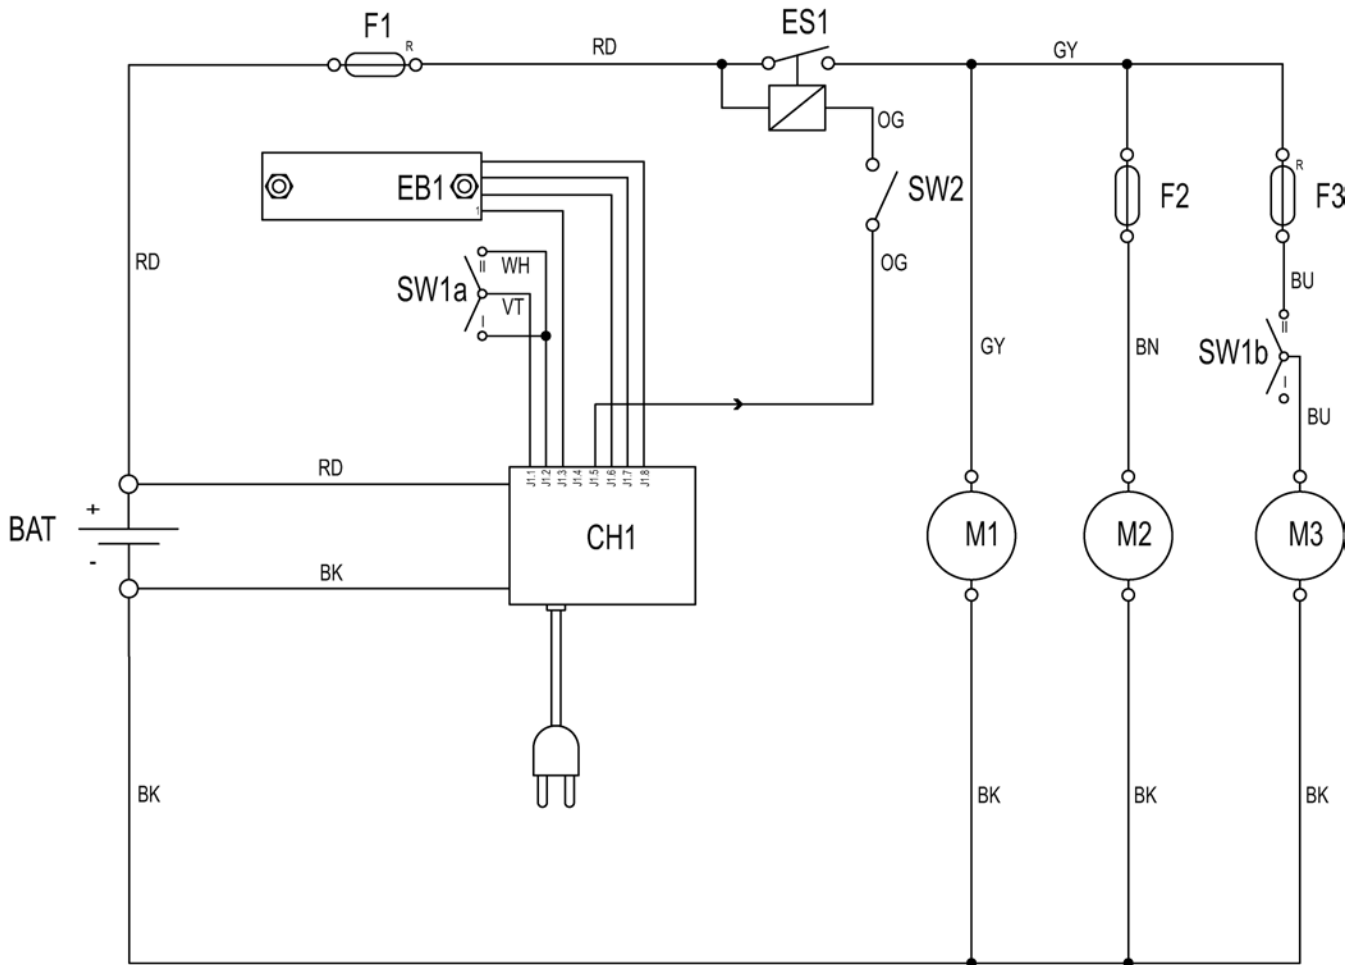 F1
R
RD
ES1
GY
OG
EB1
1
SW2
F2
R
F3
RD
II
WH
SW1a
VT
I
OG
BU
II
GY
BN
SW1b
I
BU
RD
J1.1
J1.2
J1.3
J1.4
J1.5
J1.6
J1.7
J1.8
BAT
+
-
CH1
M1
M2
M3
BK
BK
BK
BK
BK